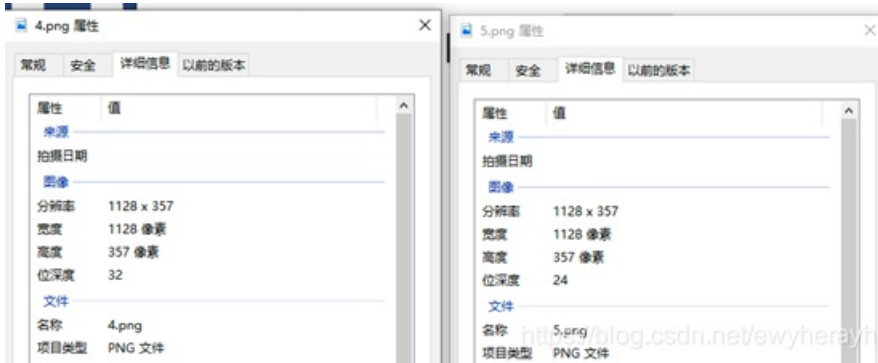 4.png 属性
常规 安全 详细信息 以前的版本
属性 值
来源
拍摄日期
图像
分辨率 1128 x 357
宽度 1128 像素
高度 357 像素
位深度 32
文件
名称 4.png
项目类型 PNG 文件
5.png 属性
常规 安全 详细信息 以前的版本
属性 值
来源
拍摄日期
图像
分辨率 1128 x 357
宽度 1128 像素
高度 357 像素
位深度 24
文件
名称 5.png
项目类型 PNG 文件
https://blog.csdn.net/ewyherayh